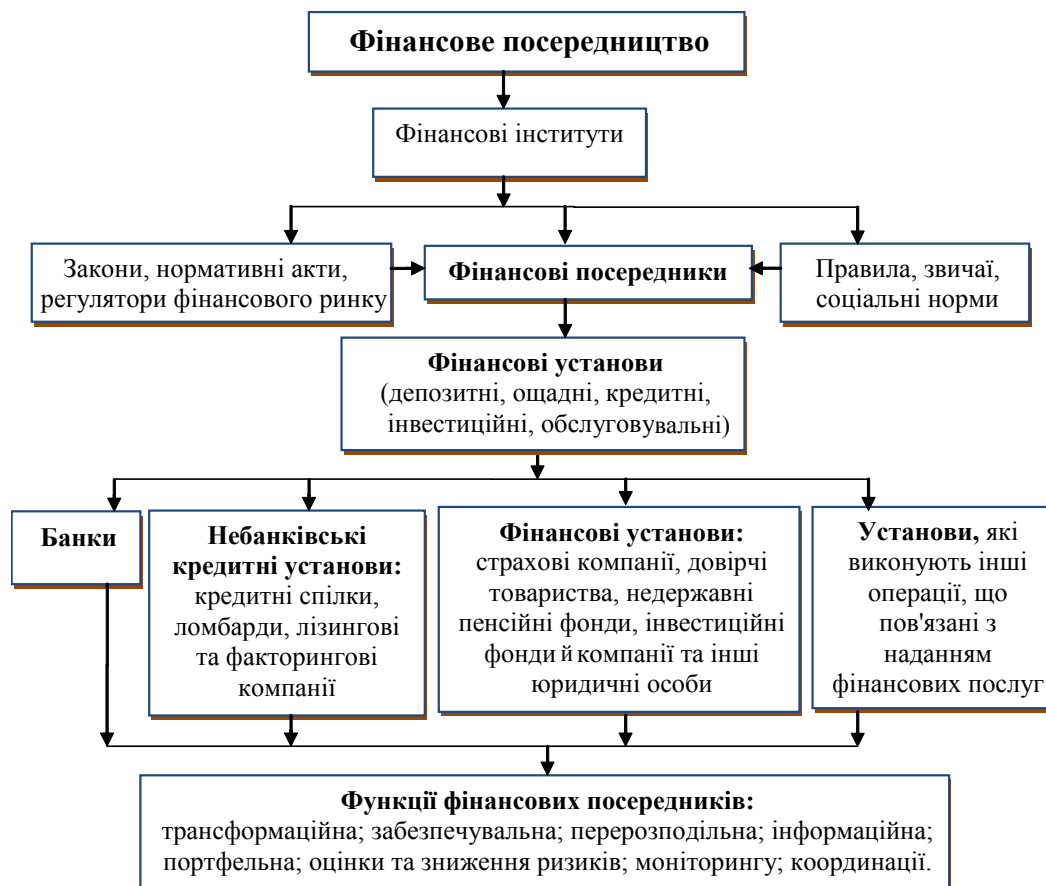 Фінансове посередництво
Фінансові інститути
Закони, нормативні акти,
регулятори фінансового ринку
Фінансові посередники
Правила, звичаї,
соціальні норми
Фінансові установи
(депозитні, ощадні, кредитні,
інвестиційні, обслуговувальні)
Банки
Небанківські
кредитні установи:
кредитні спілки,
ломбарди, лізингові
та факторингові
компанії
Фінансові установи:
страхові компанії, довірчі
товариства, недержавні
пенсійні фонди, інвестиційні
фонди й компанії та інші
юридичні особи
Установи, які
виконують інші
операції, що
пов'язані з
наданням
фінансових послуг
Функції фінансових посередників:
трансформаційна; забезпечувальна; перерозподільна; інформаційна;
портфельна; оцінки та зниження ризиків; моніторингу; координації.